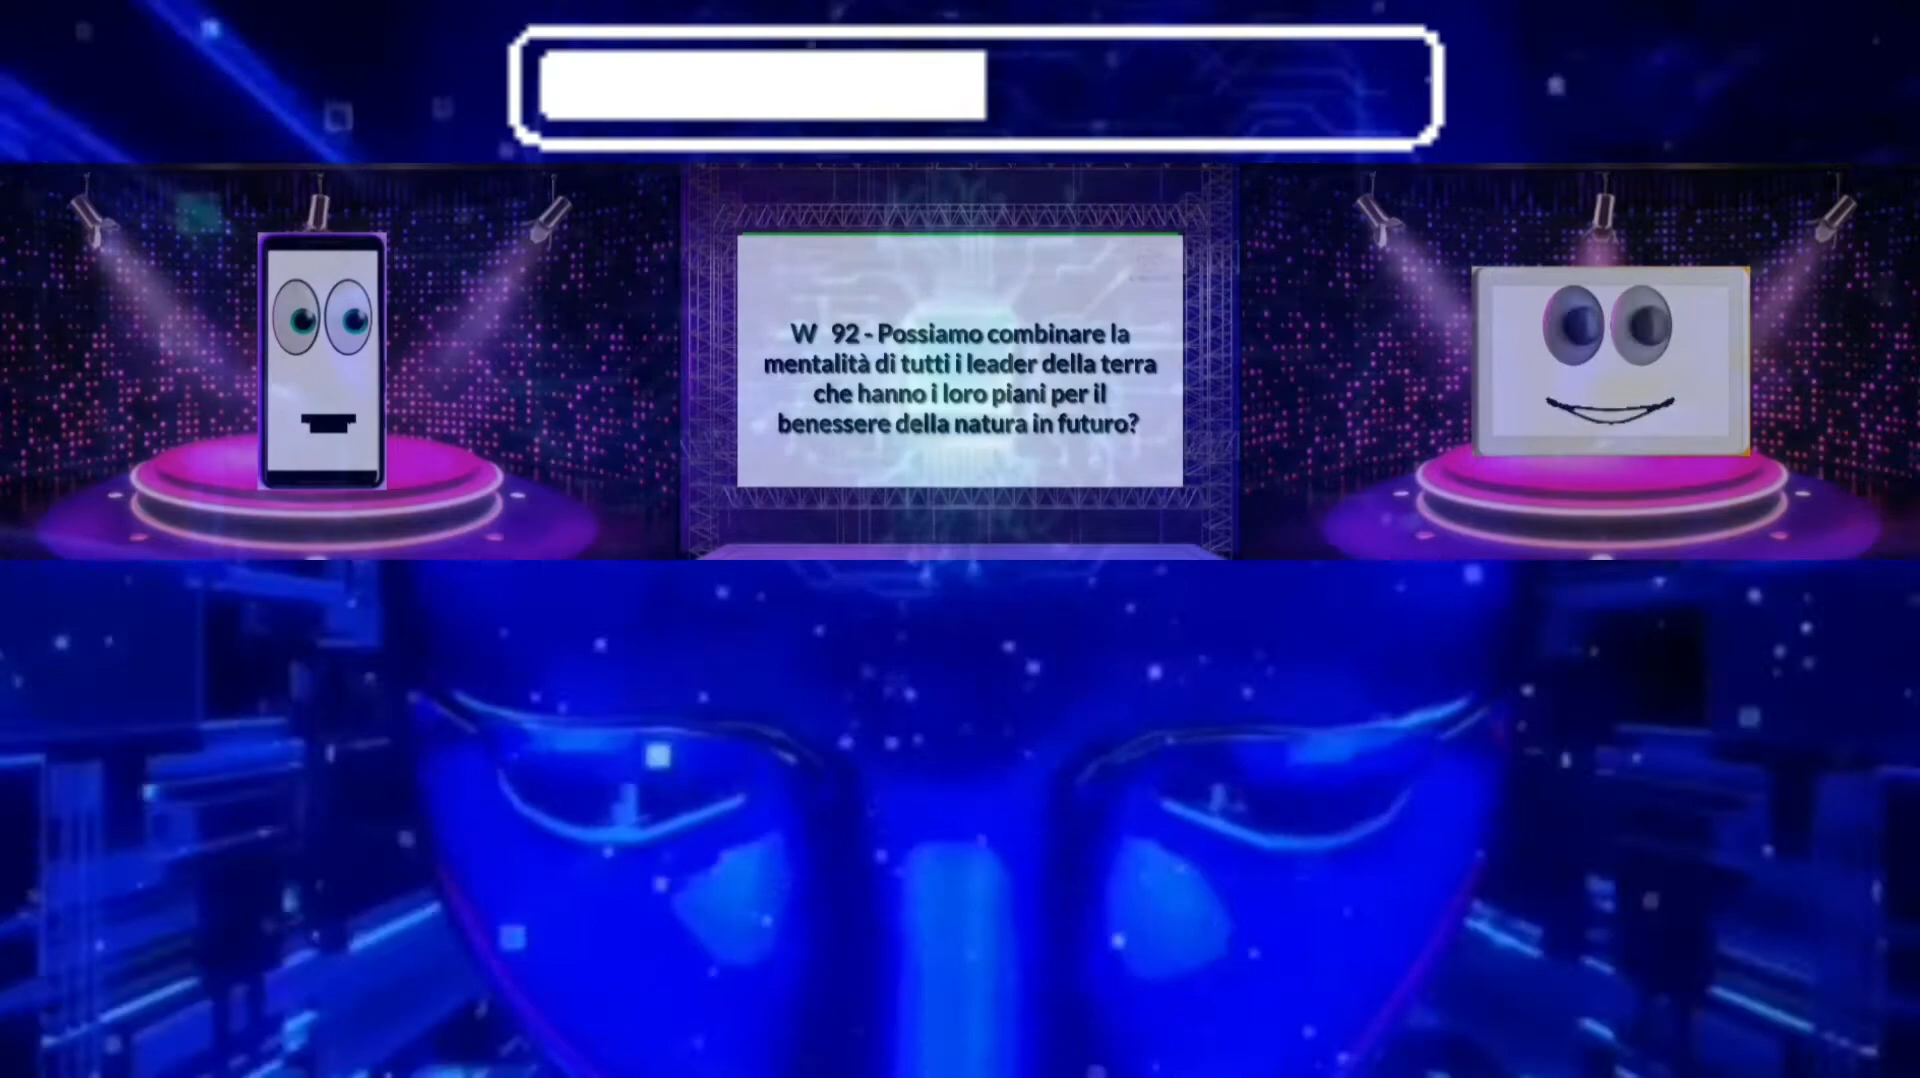 W 92 - Possiamo combinare la
mentalità di tutti i leader della terra
che hanno i loro piani per il
benessere della natura in futuro?